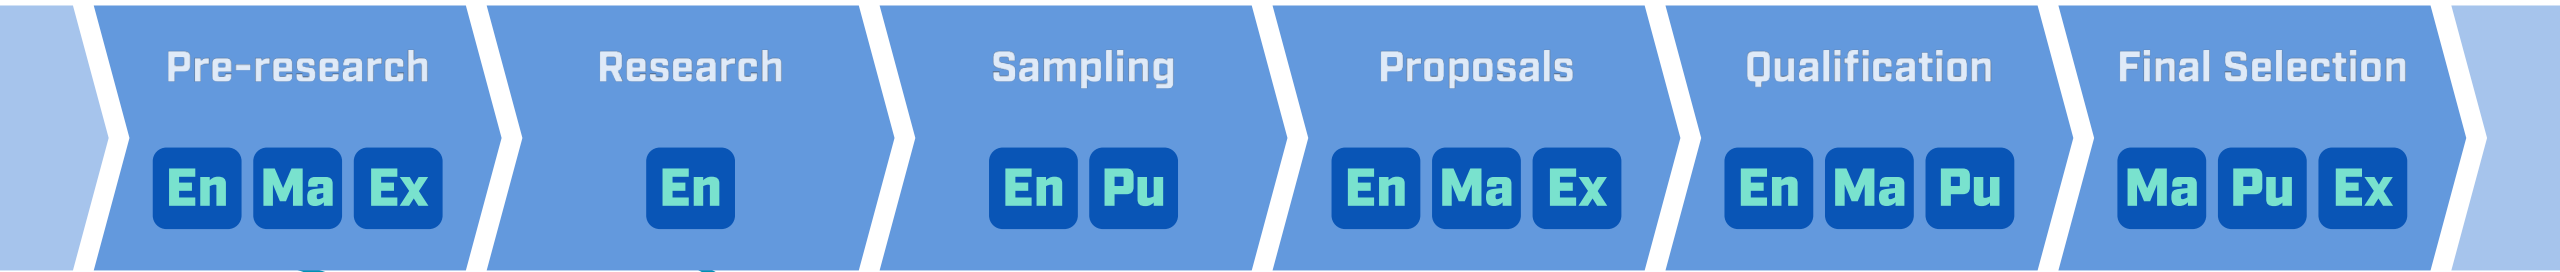 Pre-research
En Ma Ex
Research
En
Sampling
En Pu
Proposals
En Ma Ex
Qualification
En Ma Pu
Final Selection
Ma Pu Ex